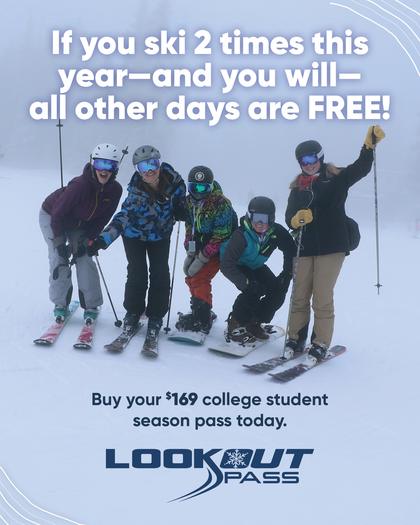 If you ski 2 times this
year—and you will—
all other days are FREE!
Buy your $169 college student
season pass today.
LOOKOUT
PASS